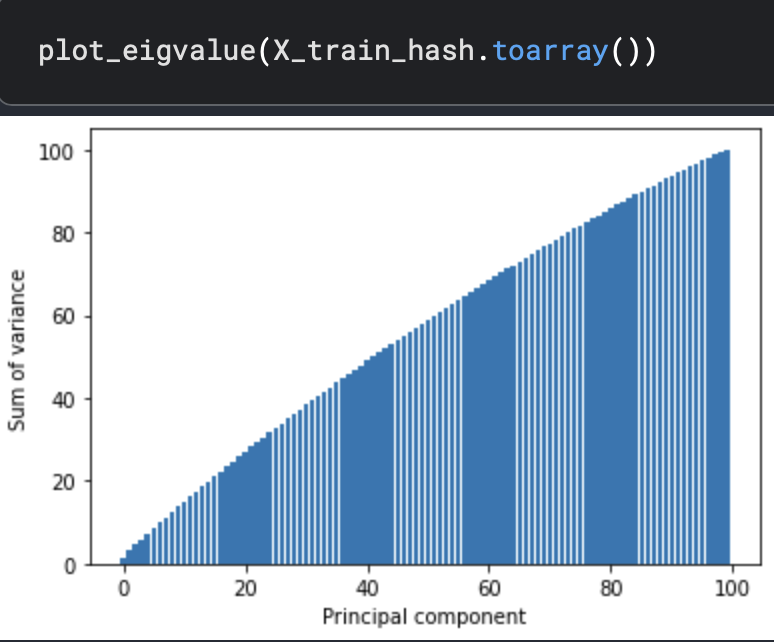 plot_eigvalue(X_train_hash.toarray())
100
80
60
40
20
0
Sum of variance
0 20 40 60 80 100
Principal component